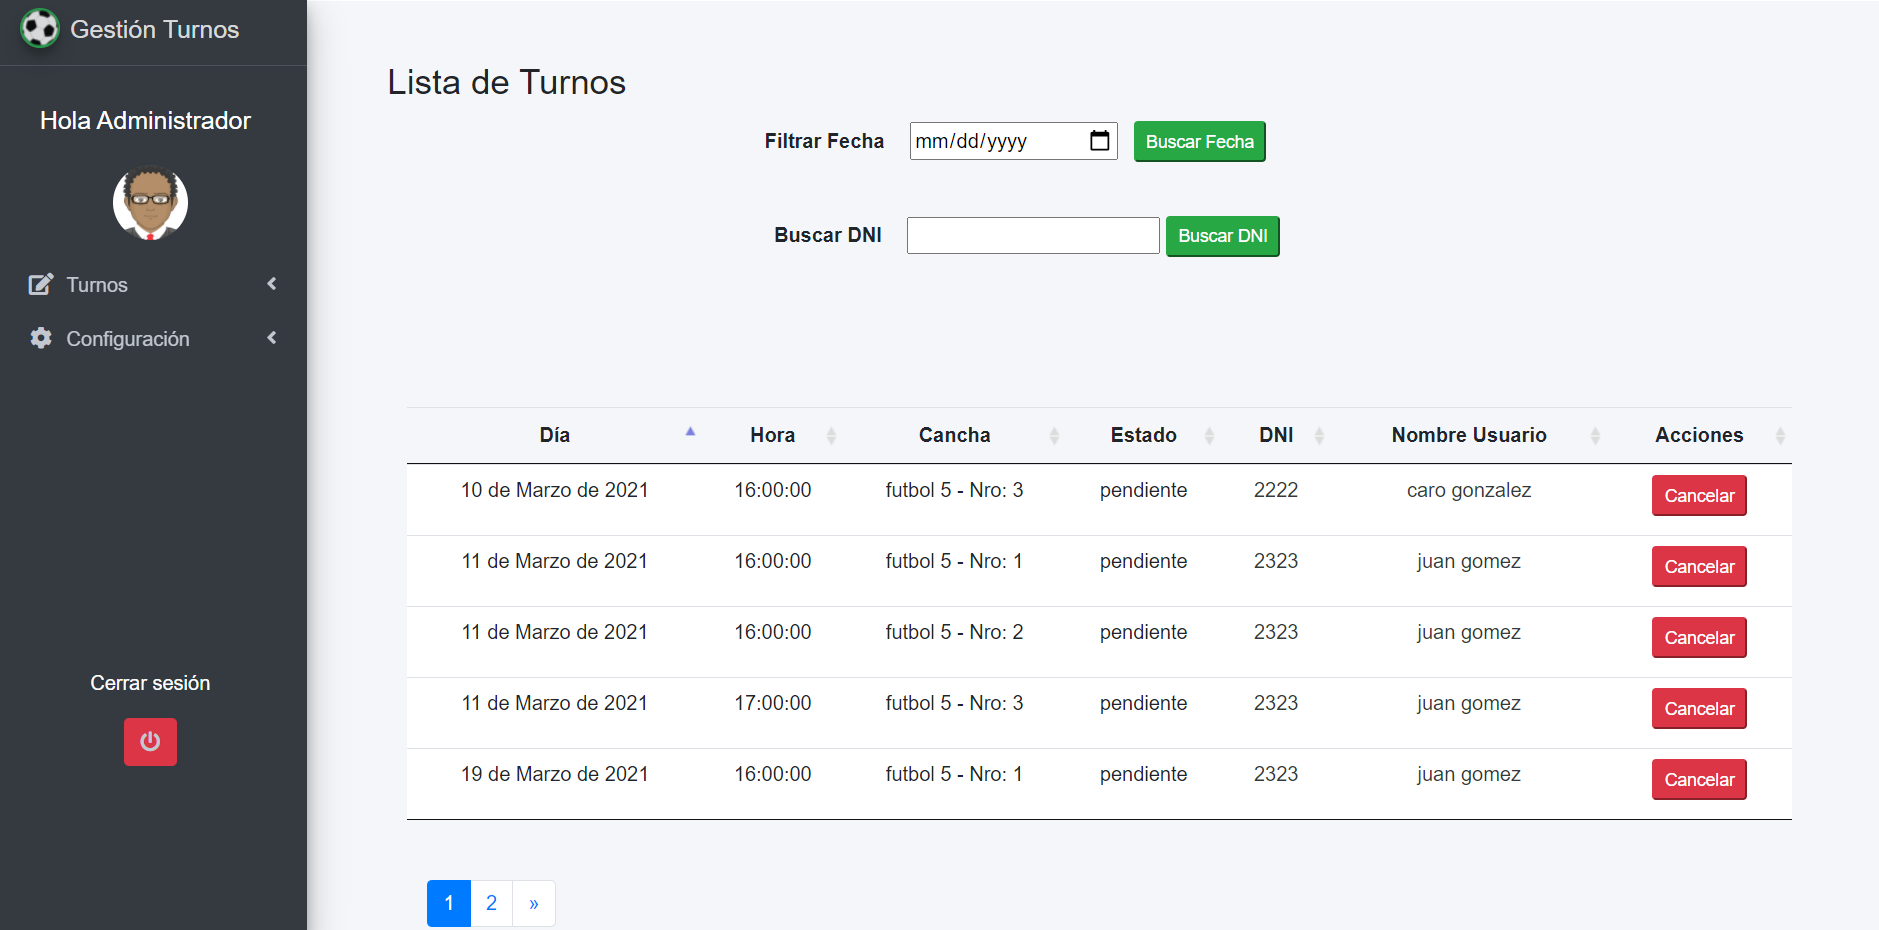 Gestión Turnos
Hola Administrador
Turnos
Configuración
Cerrar sesión
Lista de Turnos
Filtrar Fecha mm/dd/yyyy Buscar Fecha
Buscar DNI Buscar DNI
Día Hora Cancha Estado DNI Nombre Usuario Acciones
10 de Marzo de 2021 16:00:00 futbol 5 - Nro: 3 pendiente 2222 caro gonzalez Cancelar
11 de Marzo de 2021 16:00:00 futbol 5 - Nro: 1 pendiente 2323 juan gomez Cancelar
11 de Marzo de 2021 16:00:00 futbol 5 - Nro: 2 pendiente 2323 juan gomez Cancelar
11 de Marzo de 2021 17:00:00 futbol 5 - Nro: 3 pendiente 2323 juan gomez Cancelar
19 de Marzo de 2021 16:00:00 futbol 5 - Nro: 1 pendiente 2323 juan gomez Cancelar
1 2 »